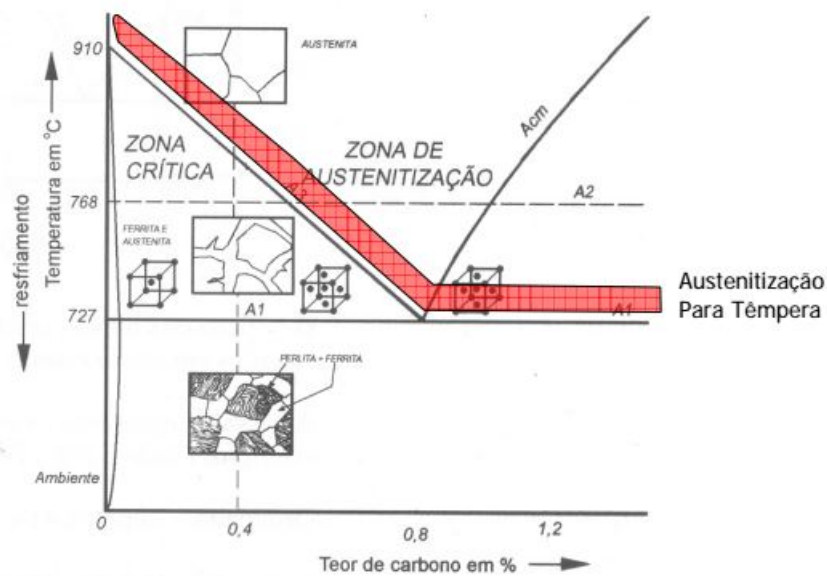 910
AUSTENITA
Acm
ZONA
CRÍTICA
ZONA DE
AUSTENITIZAÇÃO
A2
768
A3
FERRITA E
AUSTENITA
Temperatura em °C
resfriamento
Austenitização
Para Têmpera
A1
A1
727
PERLITA + FERRITA
Ambiente
0
0,4
0,8
1,2
Teor de carbono em %